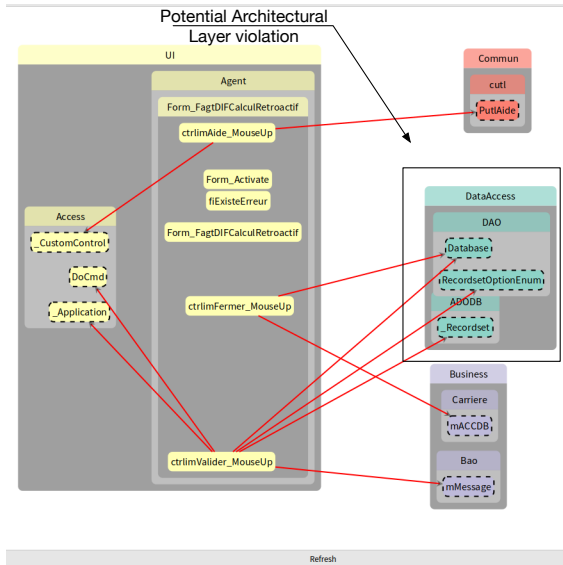 Potential Architectural
Layer violation
UI
Agent
Form_FagtDIFCalculRetroactif
ctrlimAide_MouseUp
Form_Activate
fiExisteErreur
Form_FagtDIFCalculRetroactif
ctrlimFermer_MouseUp
ctrlimValider_MouseUp
Access
_CustomControl
DoCmd
_Application
Commun
cutl
PutlAide
DataAccess
DAO
Database
RecordsetOptionEnum
ADODB
_Recordset
Business
Carriere
mACCDB
Bao
mMessage
Refresh